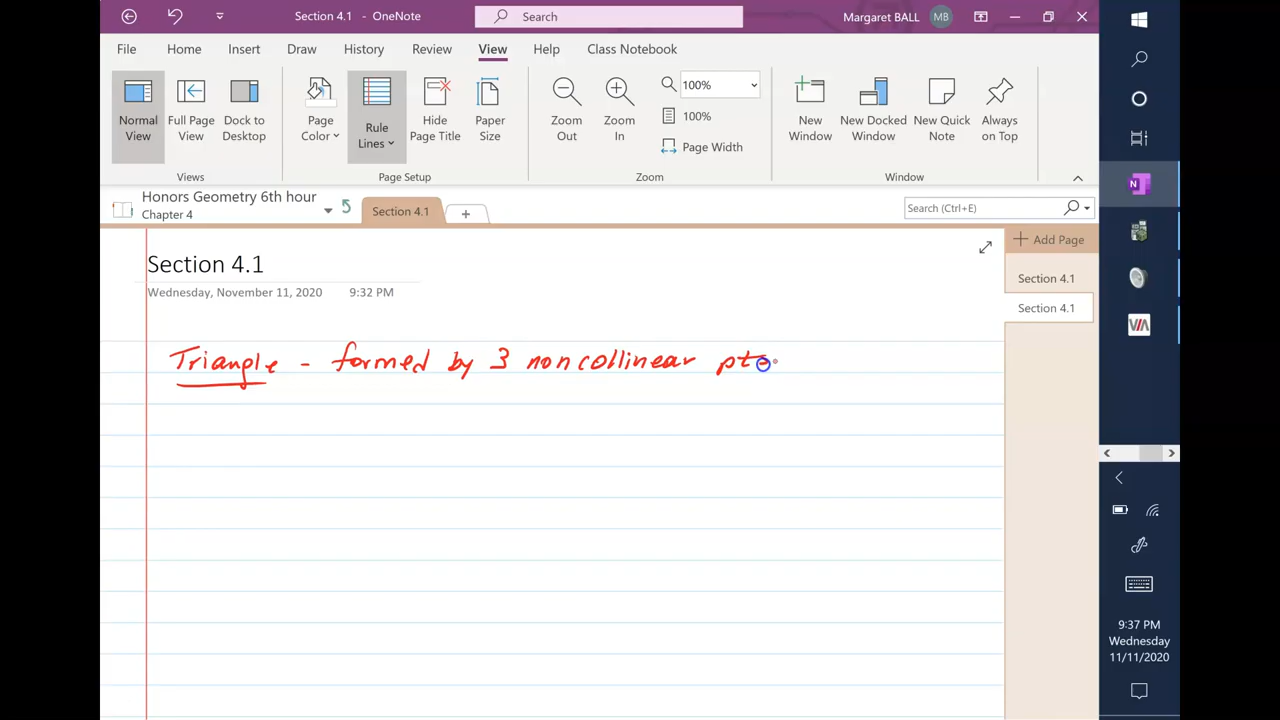 Section 4.1 - OneNote
Search
Margaret BALL
MB
File
Home
Insert
Draw
History
Review
View
Help
Class Notebook
Normal View
Full Page View
Dock to Desktop
Views
Page Color
Rule Lines
Hide Page Title
Paper Size
Page Setup
Zoom Out
Zoom In
100%
100%
Page Width
Zoom
New Window
New Docked Window
New Quick Note
Always on Top
Window
Honors Geometry 6th hour
Chapter 4
Section 4.1
Search (Ctrl+E)
Add Page
Section 4.1
Section 4.1
Section 4.1
Wednesday, November 11, 2020 9:32 PM
Triangle - formed by 3 noncollinear pts
N
VIA
9:37 PM
Wednesday
11/11/2020